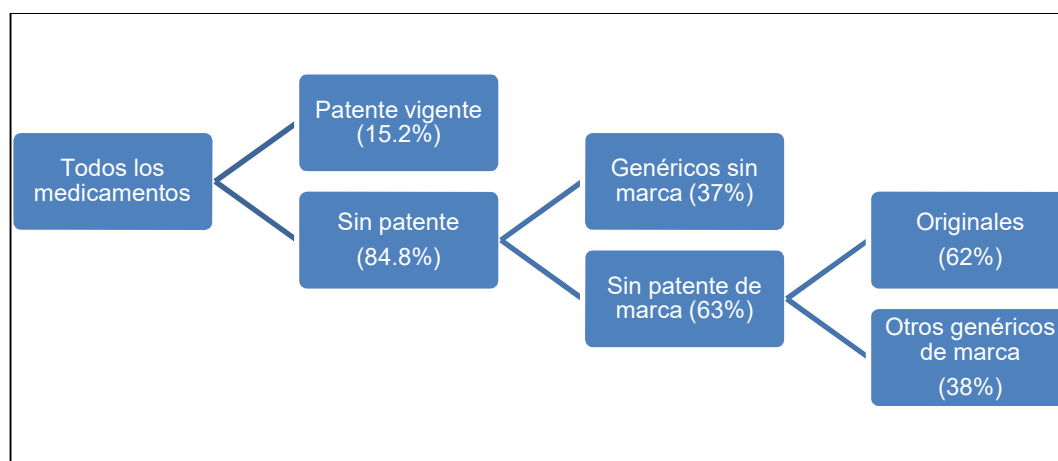 Todos los
medicamentos
Patente vigente
(15.2%)
Sin patente
(84.8%)
Genéricos sin
marca (37%)
Sin patente de
marca (63%)
Originales
(62%)
Otros genéricos
de marca
(38%)